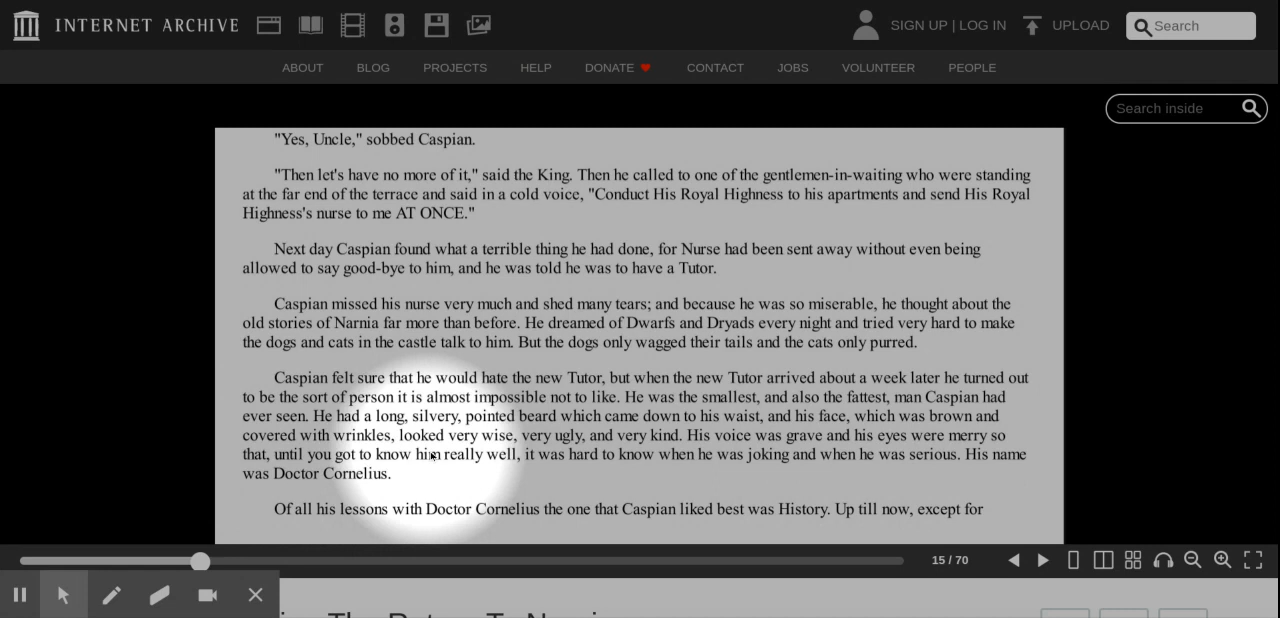 INTERNET ARCHIVE
SIGN UP | LOG IN
UPLOAD
Search
ABOUT
BLOG
PROJECTS
HELP
DONATE
CONTACT
JOBS
VOLUNTEER
PEOPLE
Search inside
"Yes, Uncle," sobbed Caspian.
"Then let's have no more of it," said the King. Then he called to one of the gentlemen-in-waiting who were standing
at the far end of the terrace and said in a cold voice, "Conduct His Royal Highness to his apartments and send His Royal
Highness's nurse to me AT ONCE."
Next day Caspian found what a terrible thing he had done, for Nurse had been sent away without even being
allowed to say good-bye to him, and he was told he was to have a Tutor.
Caspian missed his nurse very much and shed many tears; and because he was so miserable, he thought about the
old stories of Narnia far more than before. He dreamed of Dwarfs and Dryads every night and tried very hard to make
the dogs and cats in the castle talk to him. But the dogs only wagged their tails and the cats only purred.
Caspian felt sure that he would hate the new Tutor, but when the new Tutor arrived about a week later he turned out
to be the sort of person it is almost impossible not to like. He was the smallest, and also the fattest, man Caspian had
ever seen. He had a long, silvery, pointed beard which came down to his waist, and his face, which was brown and
covered with wrinkles, looked very wise, very ugly, and very kind. His voice was grave and his eyes were merry so
that, until you got to know him really well, it was hard to know when he was joking and when he was serious. His name
was Doctor Cornelius.
Of all his lessons with Doctor Cornelius the one that Caspian liked best was History. Up till now, except for
15 / 70
The Return To